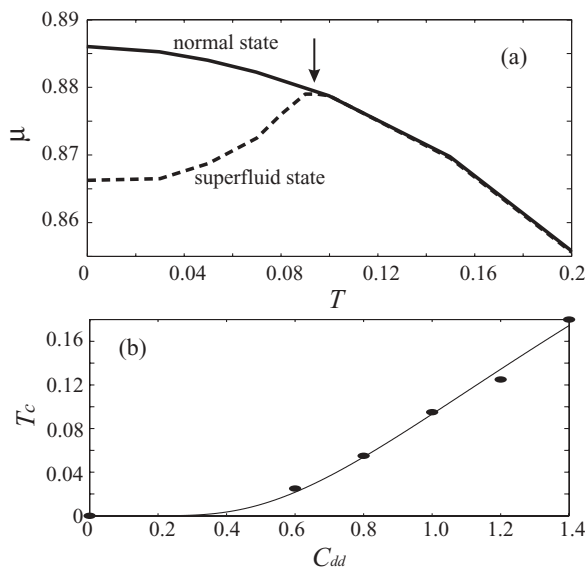 0.89
normal state
(a)
0.88
μ
0.87
superfluid state
0.86
0 0.04 0.08 0.12 0.16 0.2
T
0.16
(b)
0.12
Tc
0.08
0.04
0
0 0.2 0.4 0.6 0.8 1.0 1.2 1.4
Cdd